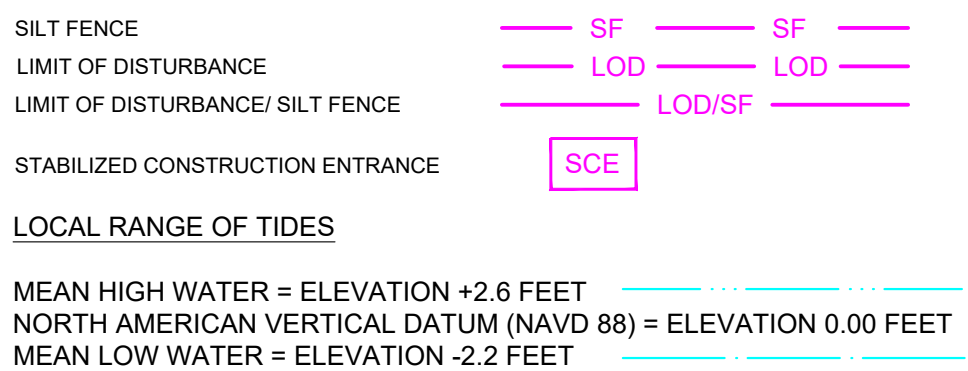 SILT FENCE SF SF
LIMIT OF DISTURBANCE LOD LOD
LIMIT OF DISTURBANCE/ SILT FENCE LOD/SF
STABILIZED CONSTRUCTION ENTRANCE SCE
LOCAL RANGE OF TIDES
MEAN HIGH WATER = ELEVATION +2.6 FEET
NORTH AMERICAN VERTICAL DATUM (NAVD 88) = ELEVATION 0.00 FEET
MEAN LOW WATER = ELEVATION -2.2 FEET